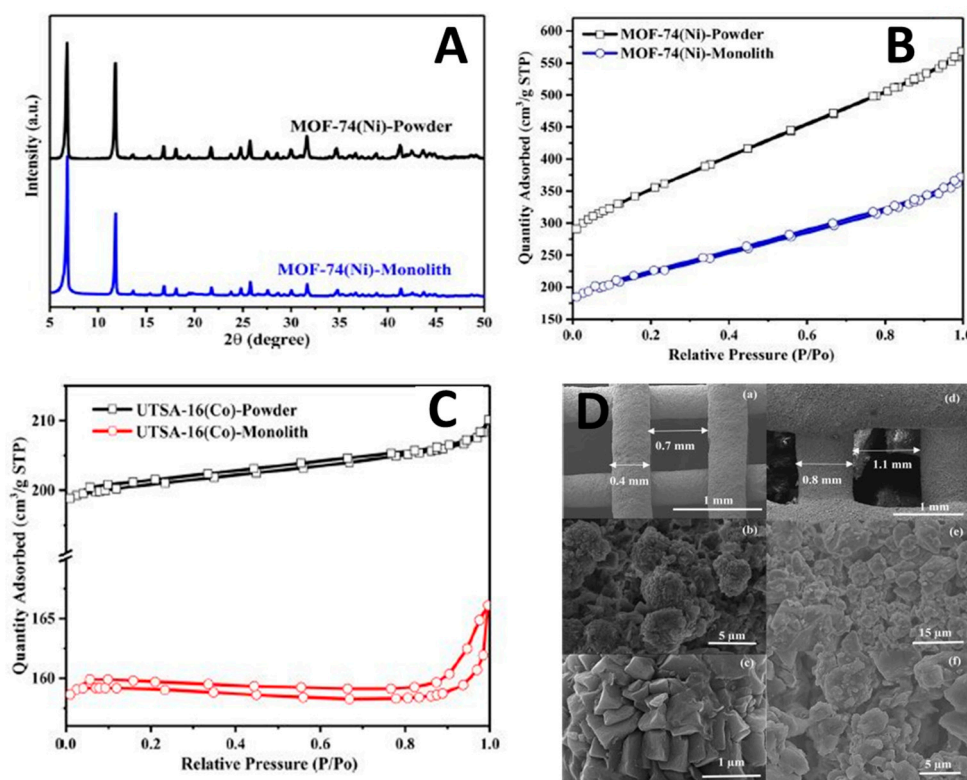 A
MOF-74(Ni)-Powder
MOF-74(Ni)-Monolith
Intensity (a.u.)
5 10 15 20 25 30 35 40 45 50
2θ (degree)
B
MOF-74(Ni)-Powder
MOF-74(Ni)-Monolith
Quantity Adsorbed (cm³/g STP)
600
550
500
450
400
350
300
250
200
150
0.0 0.2 0.4 0.6 0.8 1.0
Relative Pressure (P/Po)
C
UTSA-16(Co)-Powder
UTSA-16(Co)-Monolith
Quantity Adsorbed (cm³/g STP)
210
200
165
160
0.0 0.2 0.4 0.6 0.8 1.0
Relative Pressure (P/Po)
D
(a)
0.7 mm
0.4 mm
1 mm
(d)
1.1 mm
0.8 mm
1 mm
(b)
5 µm
(e)
15 µm
(c)
1 µm
(f)
5 µm